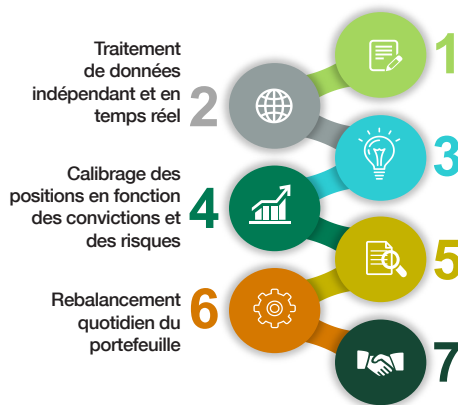 1
Traitement
de données
indépendant et en
temps réel
2
3
Calibrage des
positions en fonction
des convictions et
des risques
4
5
Rebalancement
quotidien du
portefeuille
6
7